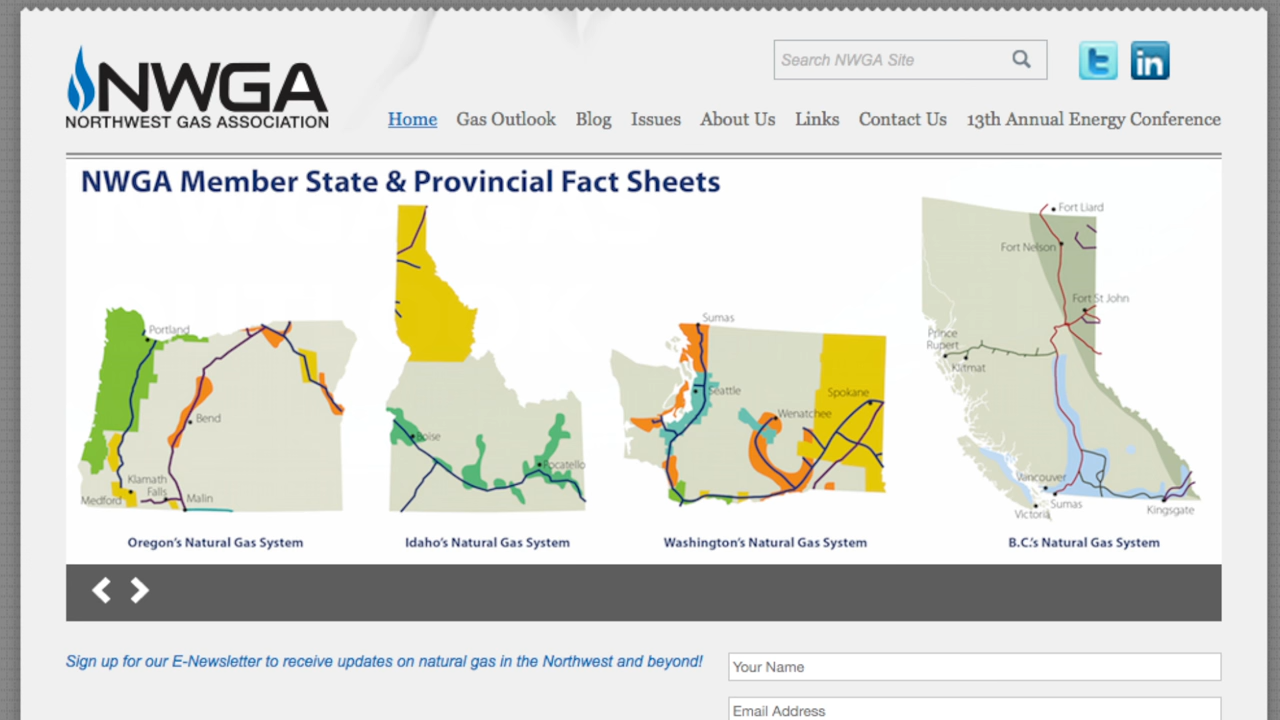 NWGA
NORTHWEST GAS ASSOCIATION
Search NWGA Site
t
in
Home Gas Outlook Blog Issues About Us Links Contact Us 13th Annual Energy Conference
NWGA Member State & Provincial Fact Sheets
Portland
Bend
Klamath
Falls
Medford
Malin
Oregon's Natural Gas System
Boise
Pocatello
Idaho's Natural Gas System
Sumas
Seattle
Spokane
Wenatchee
Washington's Natural Gas System
Fort Liard
Fort Nelson
Fort St John
Prince
Rupert
Kitimat
Vancouver
Sumas
Victoria
Kingsgate
B.C.'s Natural Gas System
Sign up for our E-Newsletter to receive updates on natural gas in the Northwest and beyond!
Your Name
Email Address